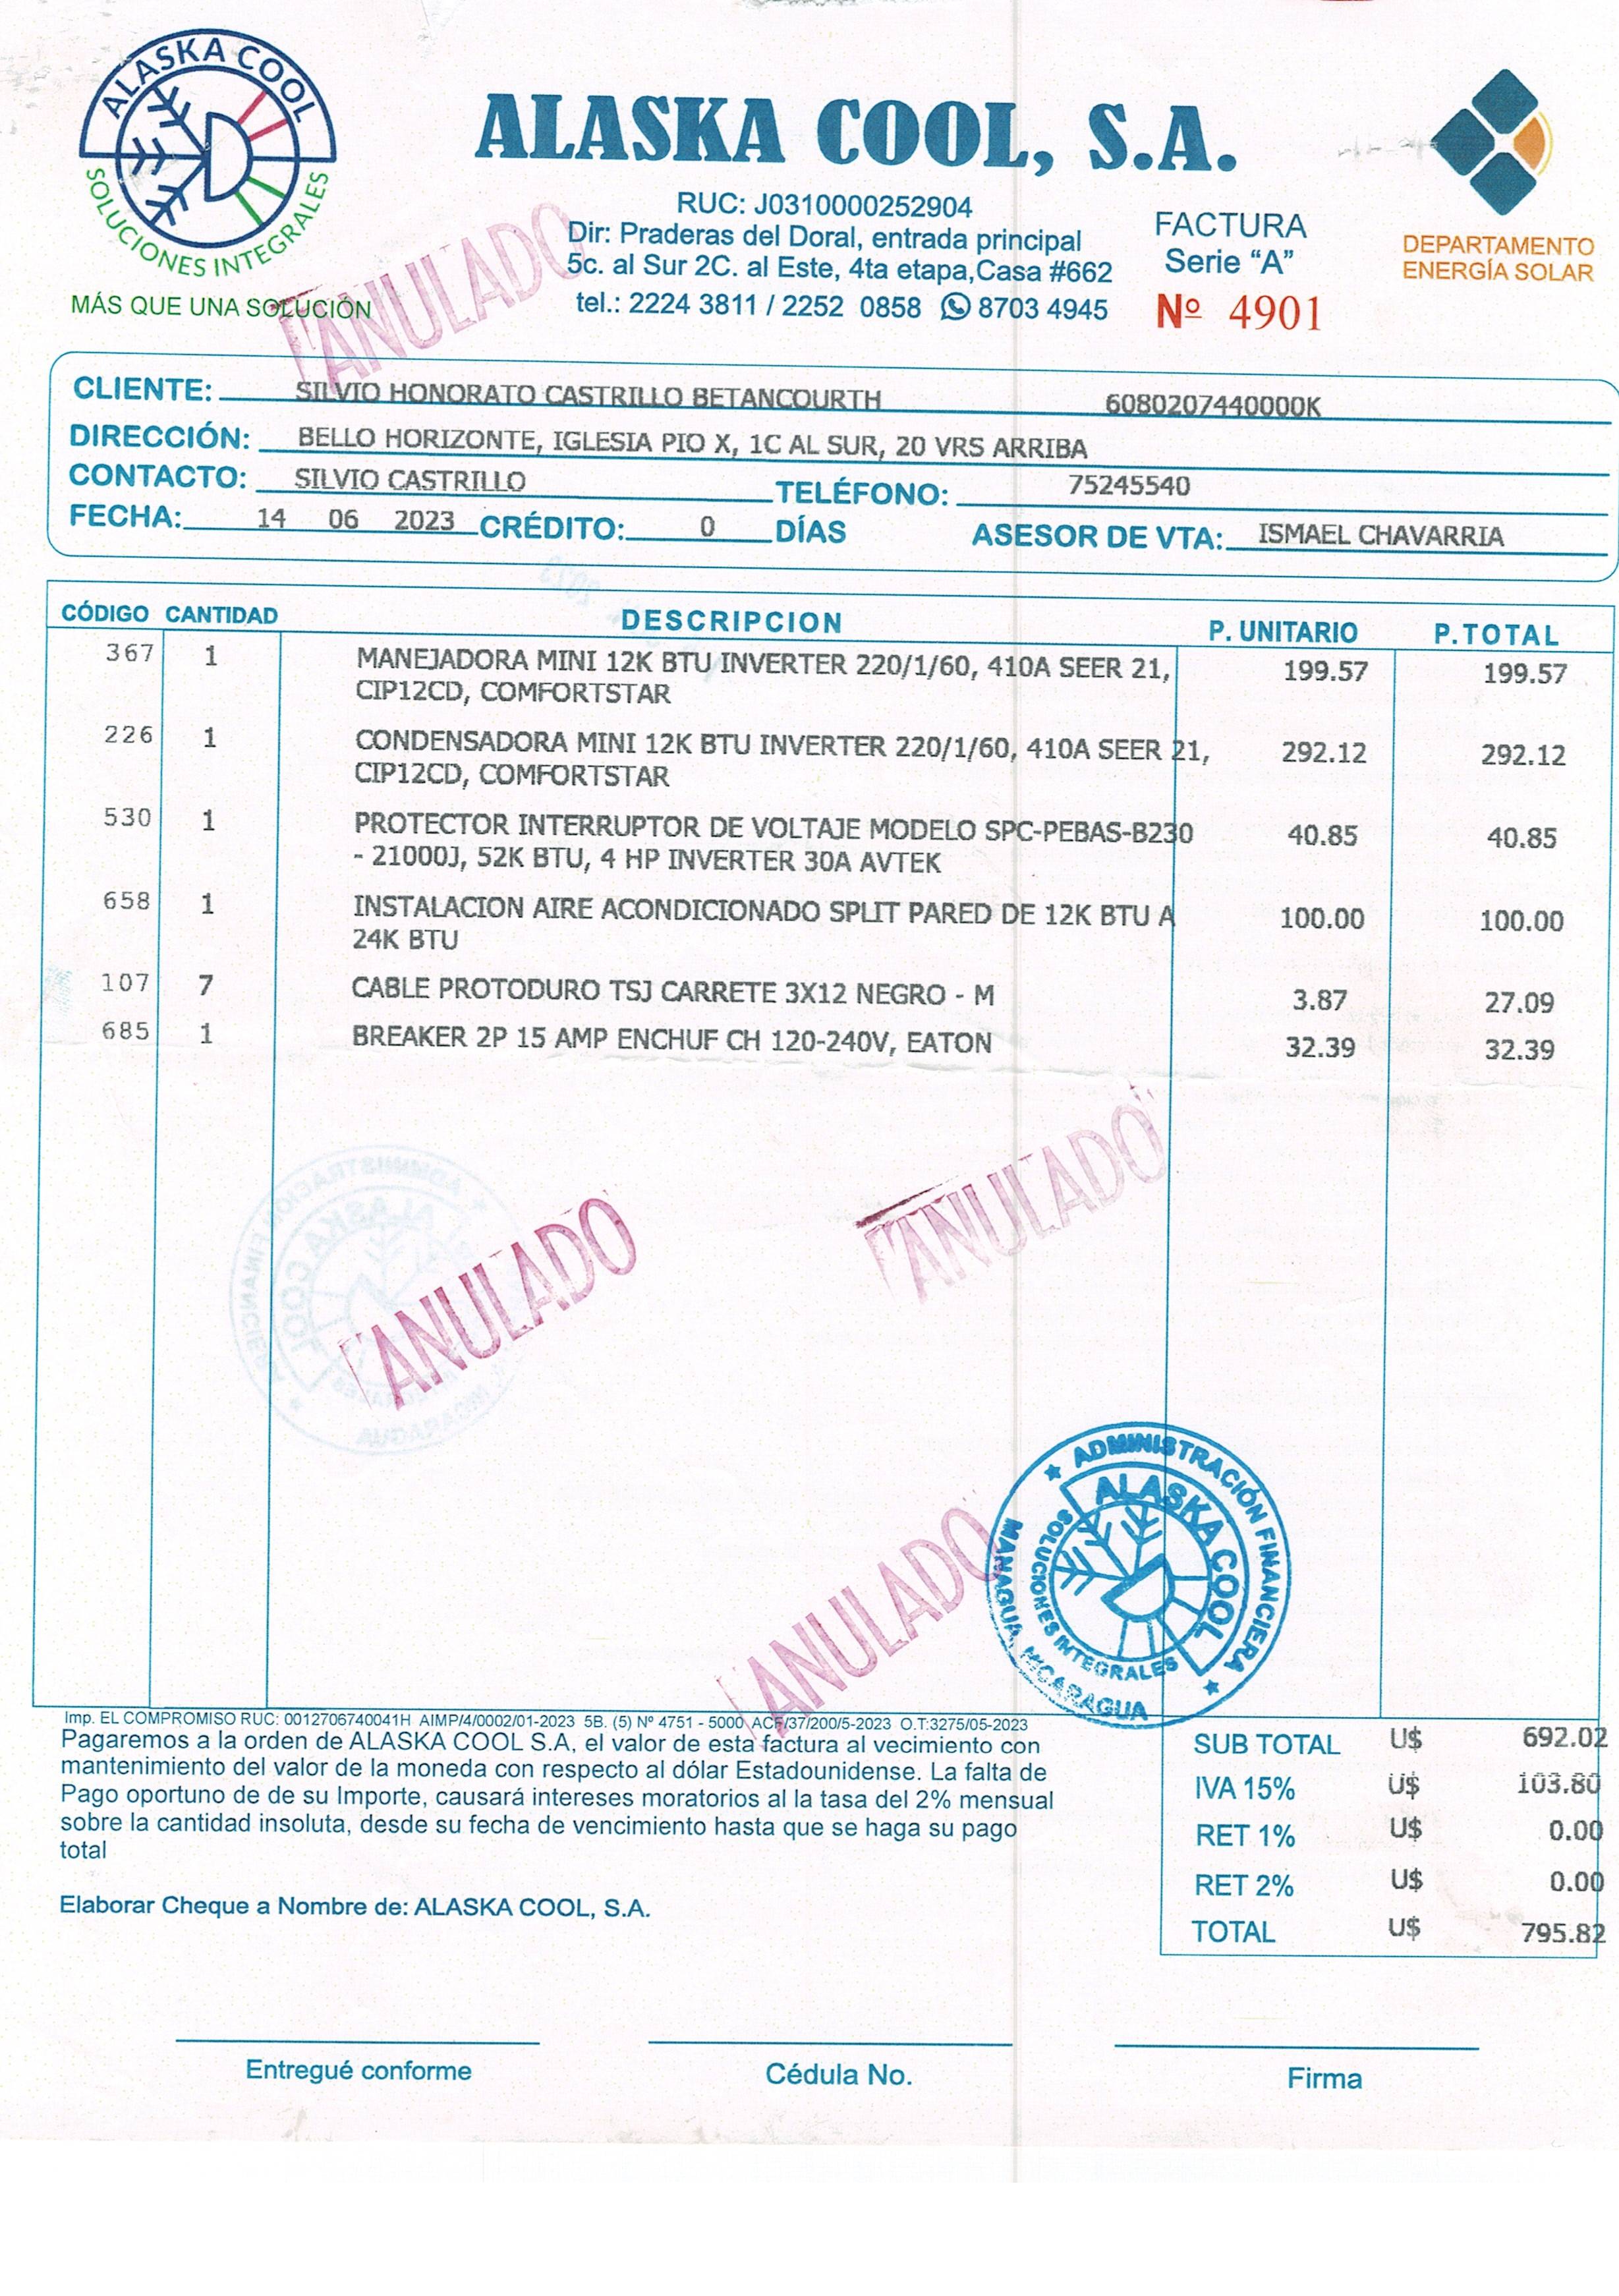 ALASKA COOL
SOLUCIONES INTEGRALES
MÁS QUE UNA SOLUCIÓN
ALASKA COOL, S.A.
RUC: J0310000252904
Dir: Praderas del Doral, entrada principal
5c. al Sur 2C. al Este, 4ta etapa,Casa #662
tel.: 2224 3811 / 2252 0858 8703 4945
FACTURA
Serie “A”
Nº 4901
DEPARTAMENTO
ENERGÍA SOLAR
ANULADO
CLIENTE: SILVIO HONORATO CASTRILLO BETANCOURTH 6080207440000K
DIRECCIÓN: BELLO HORIZONTE, IGLESIA PIO X, 1C AL SUR, 20 VRS ARRIBA
CONTACTO: SILVIO CASTRILLO TELÉFONO: 75245540
FECHA: 14 06 2023 CRÉDITO: 0 DÍAS ASESOR DE VTA: ISMAEL CHAVARRIA
CÓDIGO CANTIDAD DESCRIPCION P. UNITARIO P.TOTAL
367 1 MANEJADORA MINI 12K BTU INVERTER 220/1/60, 410A SEER 21, 199.57 199.57
CIP12CD, COMFORTSTAR
226 1 CONDENSADORA MINI 12K BTU INVERTER 220/1/60, 410A SEER 21, 292.12 292.12
CIP12CD, COMFORTSTAR
530 1 PROTECTOR INTERRUPTOR DE VOLTAJE MODELO SPC-PEBAS-B230 40.85 40.85
- 21000J, 52K BTU, 4 HP INVERTER 30A AVTEK
658 1 INSTALACION AIRE ACONDICIONADO SPLIT PARED DE 12K BTU A 100.00 100.00
24K BTU
107 7 CABLE PROTODURO TSJ CARRETE 3X12 NEGRO - M 3.87 27.09
685 1 BREAKER 2P 15 AMP ENCHUF CH 120-240V, EATON 32.39 32.39
ANULADO
ANULADO
ANULADO
ADMINISTRACIÓN FINANCIERA
ALASKA COOL
SOLUCIONES INTEGRALES
MANAGUA, NICARAGUA
Imp. EL COMPROMISO RUC: 0012706740041H AIMP/4/0002/01-2023 5B. (5) Nº 4751 - 5000 ACF/37/200/5-2023 O.T:3275/05-2023
Pagaremos a la orden de ALASKA COOL S.A, el valor de esta factura al vecimiento con
mantenimiento del valor de la moneda con respecto al dólar Estadounidense. La falta de
Pago oportuno de de su Importe, causará intereses moratorios al la tasa del 2% mensual
sobre la cantidad insoluta, desde su fecha de vencimiento hasta que se haga su pago
total
Elaborar Cheque a Nombre de: ALASKA COOL, S.A.
SUB TOTAL U$ 692.02
IVA 15% U$ 103.80
RET 1% U$ 0.00
RET 2% U$ 0.00
TOTAL U$ 795.82
Entregué conforme
Cédula No.
Firma